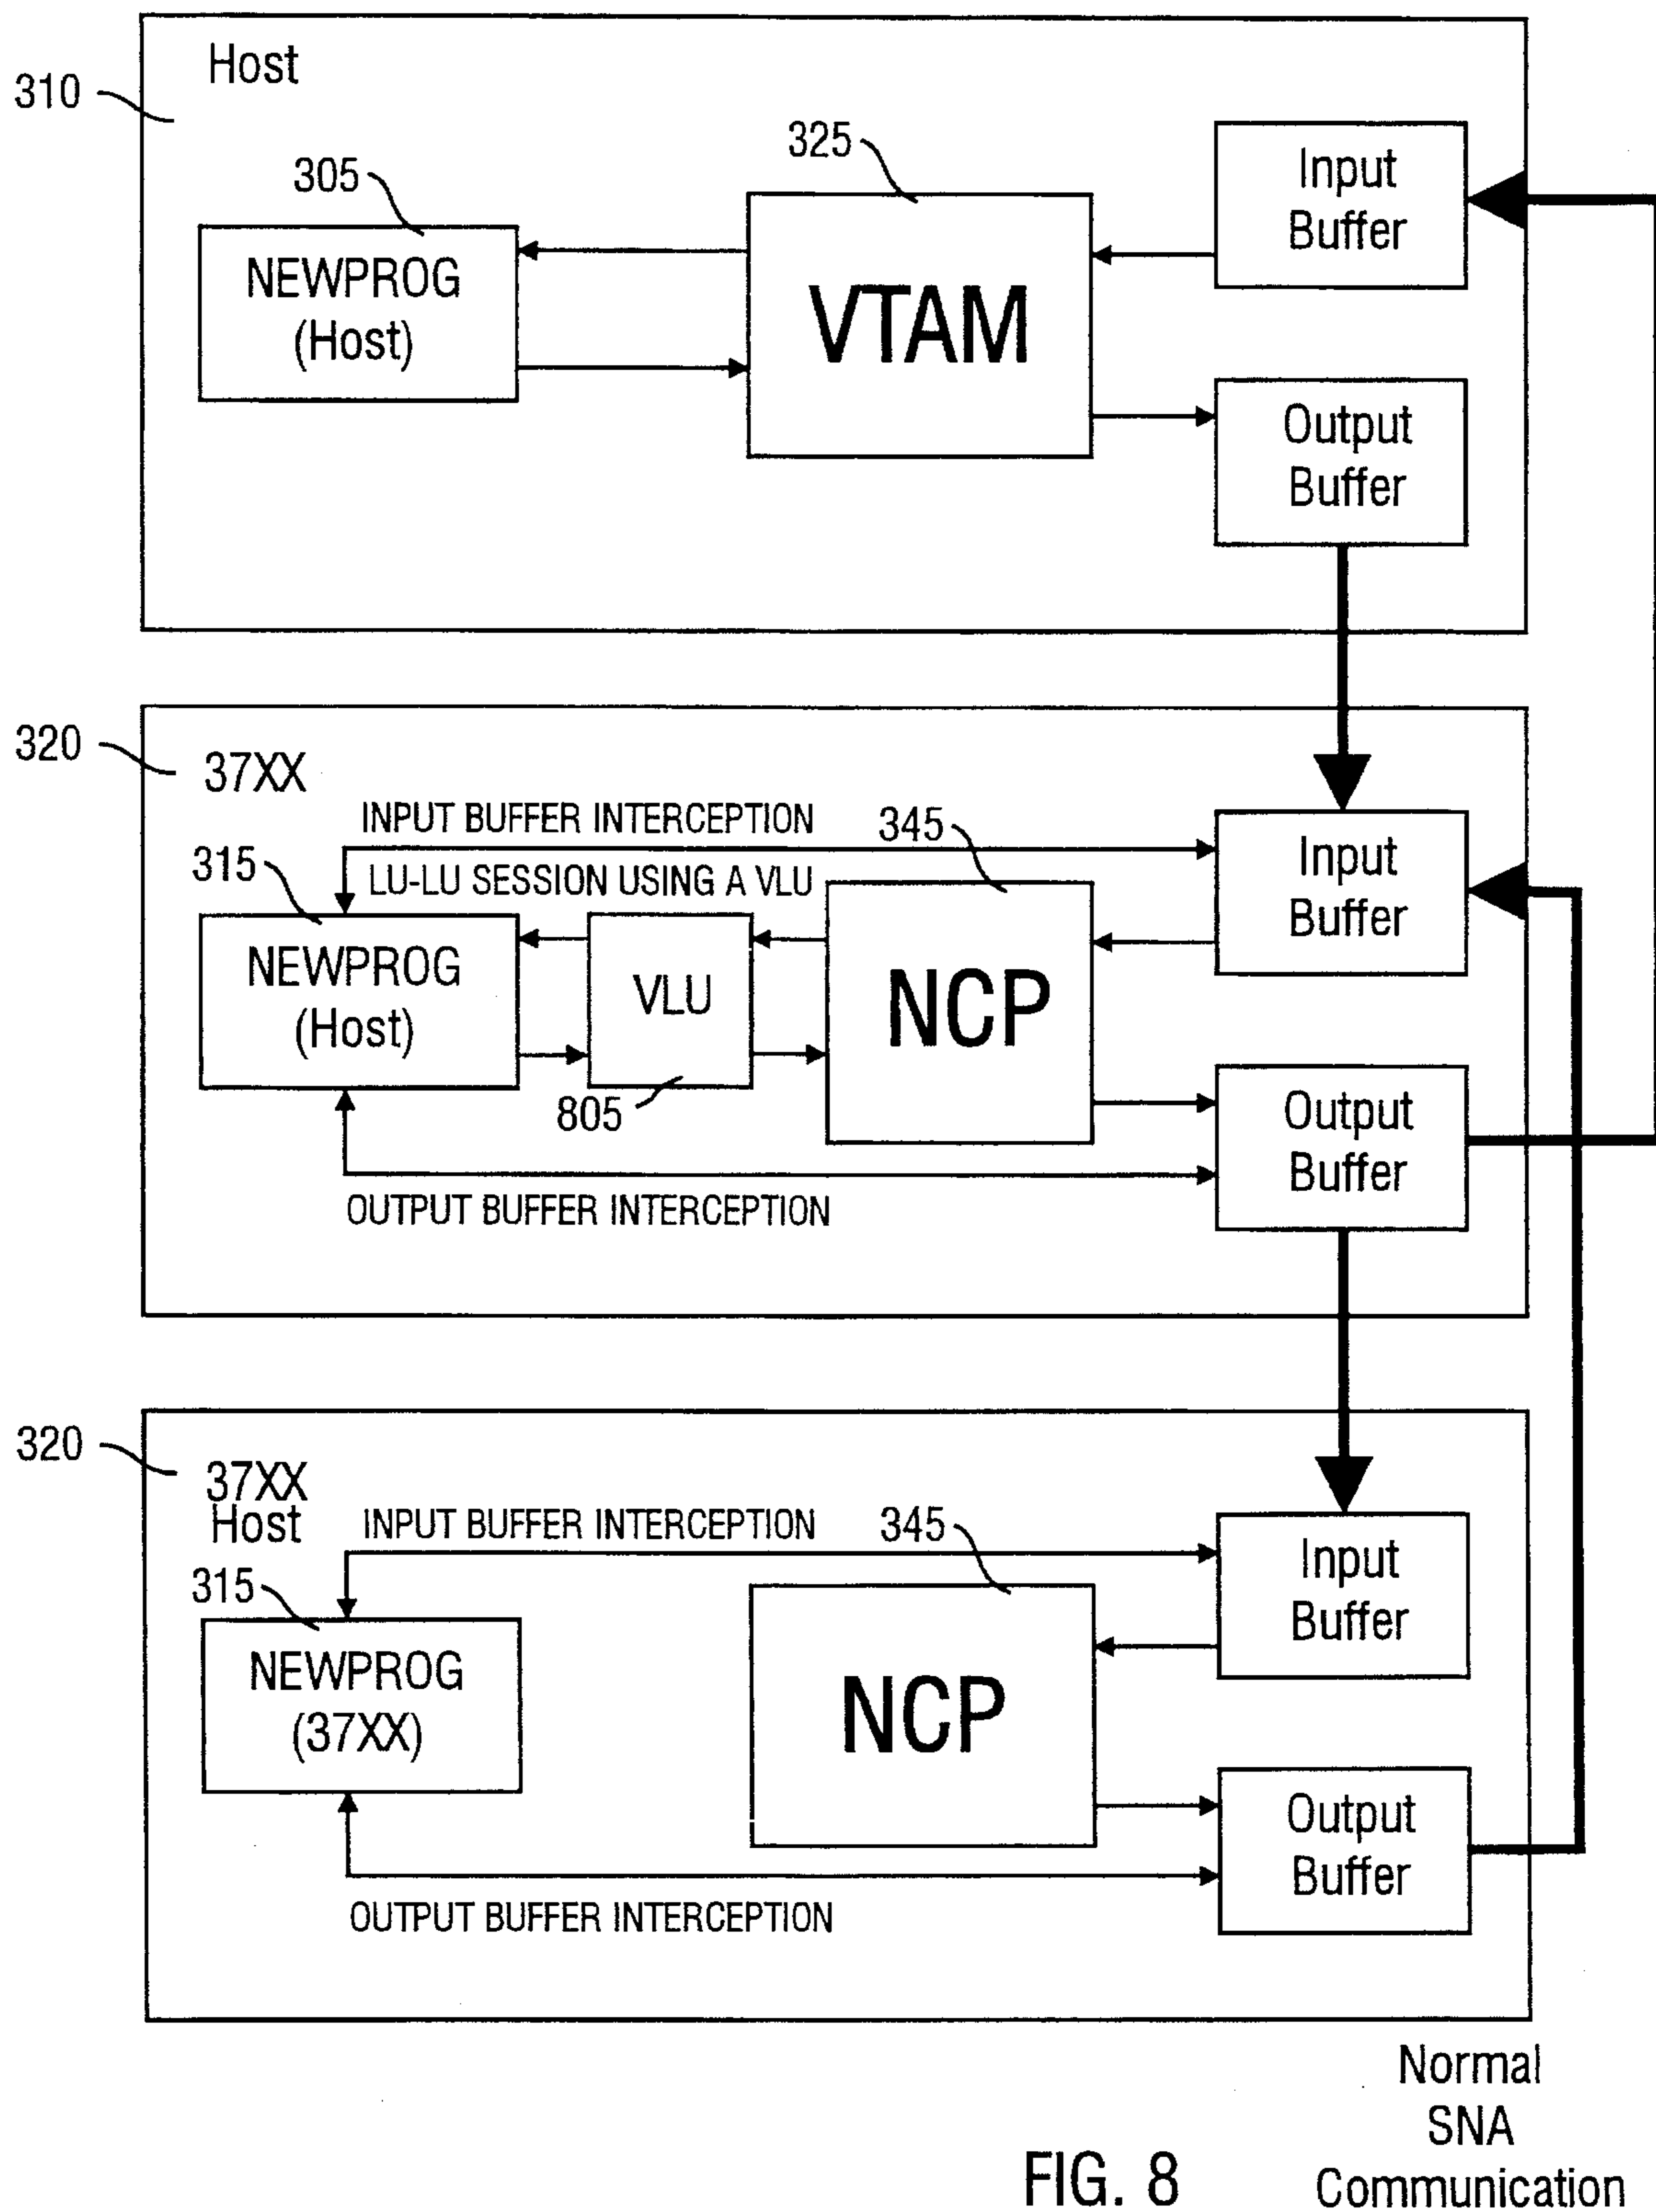 Host
310
325
Input
Buffer
305
NEWPROG
(Host)
VTAM
Output
Buffer
320
37XX
INPUT BUFFER INTERCEPTION
345
315
LU-LU SESSION USING A VLU
Input
Buffer
NEWPROG
(Host)
VLU
NCP
805
Output
Buffer
OUTPUT BUFFER INTERCEPTION
320
37XX
Host
INPUT BUFFER INTERCEPTION
345
315
Input
Buffer
NEWPROG
(37XX)
NCP
Output
Buffer
OUTPUT BUFFER INTERCEPTION
Normal
SNA
Communication
FIG. 8